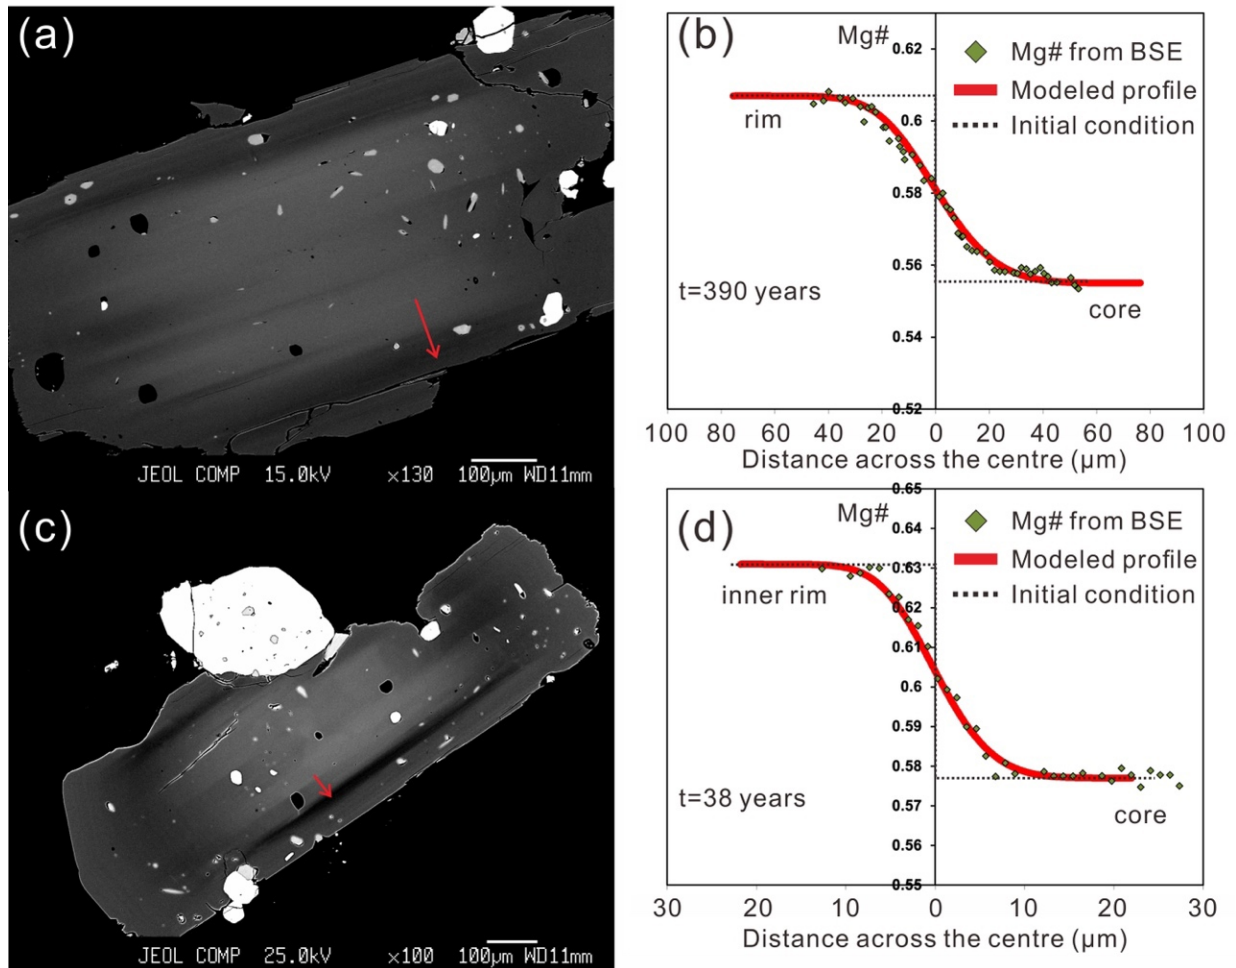 (a)
JEOL COMP 15.0kV ×130 100μm WD11mm
(b)
Mg#
0.62
0.6
0.58
0.56
0.54
0.52
Mg# from BSE
Modeled profile
Initial condition
rim
t=390 years
core
100 80 60 40 20 0 20 40 60 80 100
Distance across the centre (μm)
(c)
JEOL COMP 25.0kV ×100 100μm WD11mm
(d)
Mg#
0.65
0.64
0.63
0.62
0.61
0.6
0.59
0.58
0.57
0.56
0.55
Mg# from BSE
Modeled profile
Initial condition
inner rim
t=38 years
core
30 20 10 0 10 20 30
Distance across the centre (μm)